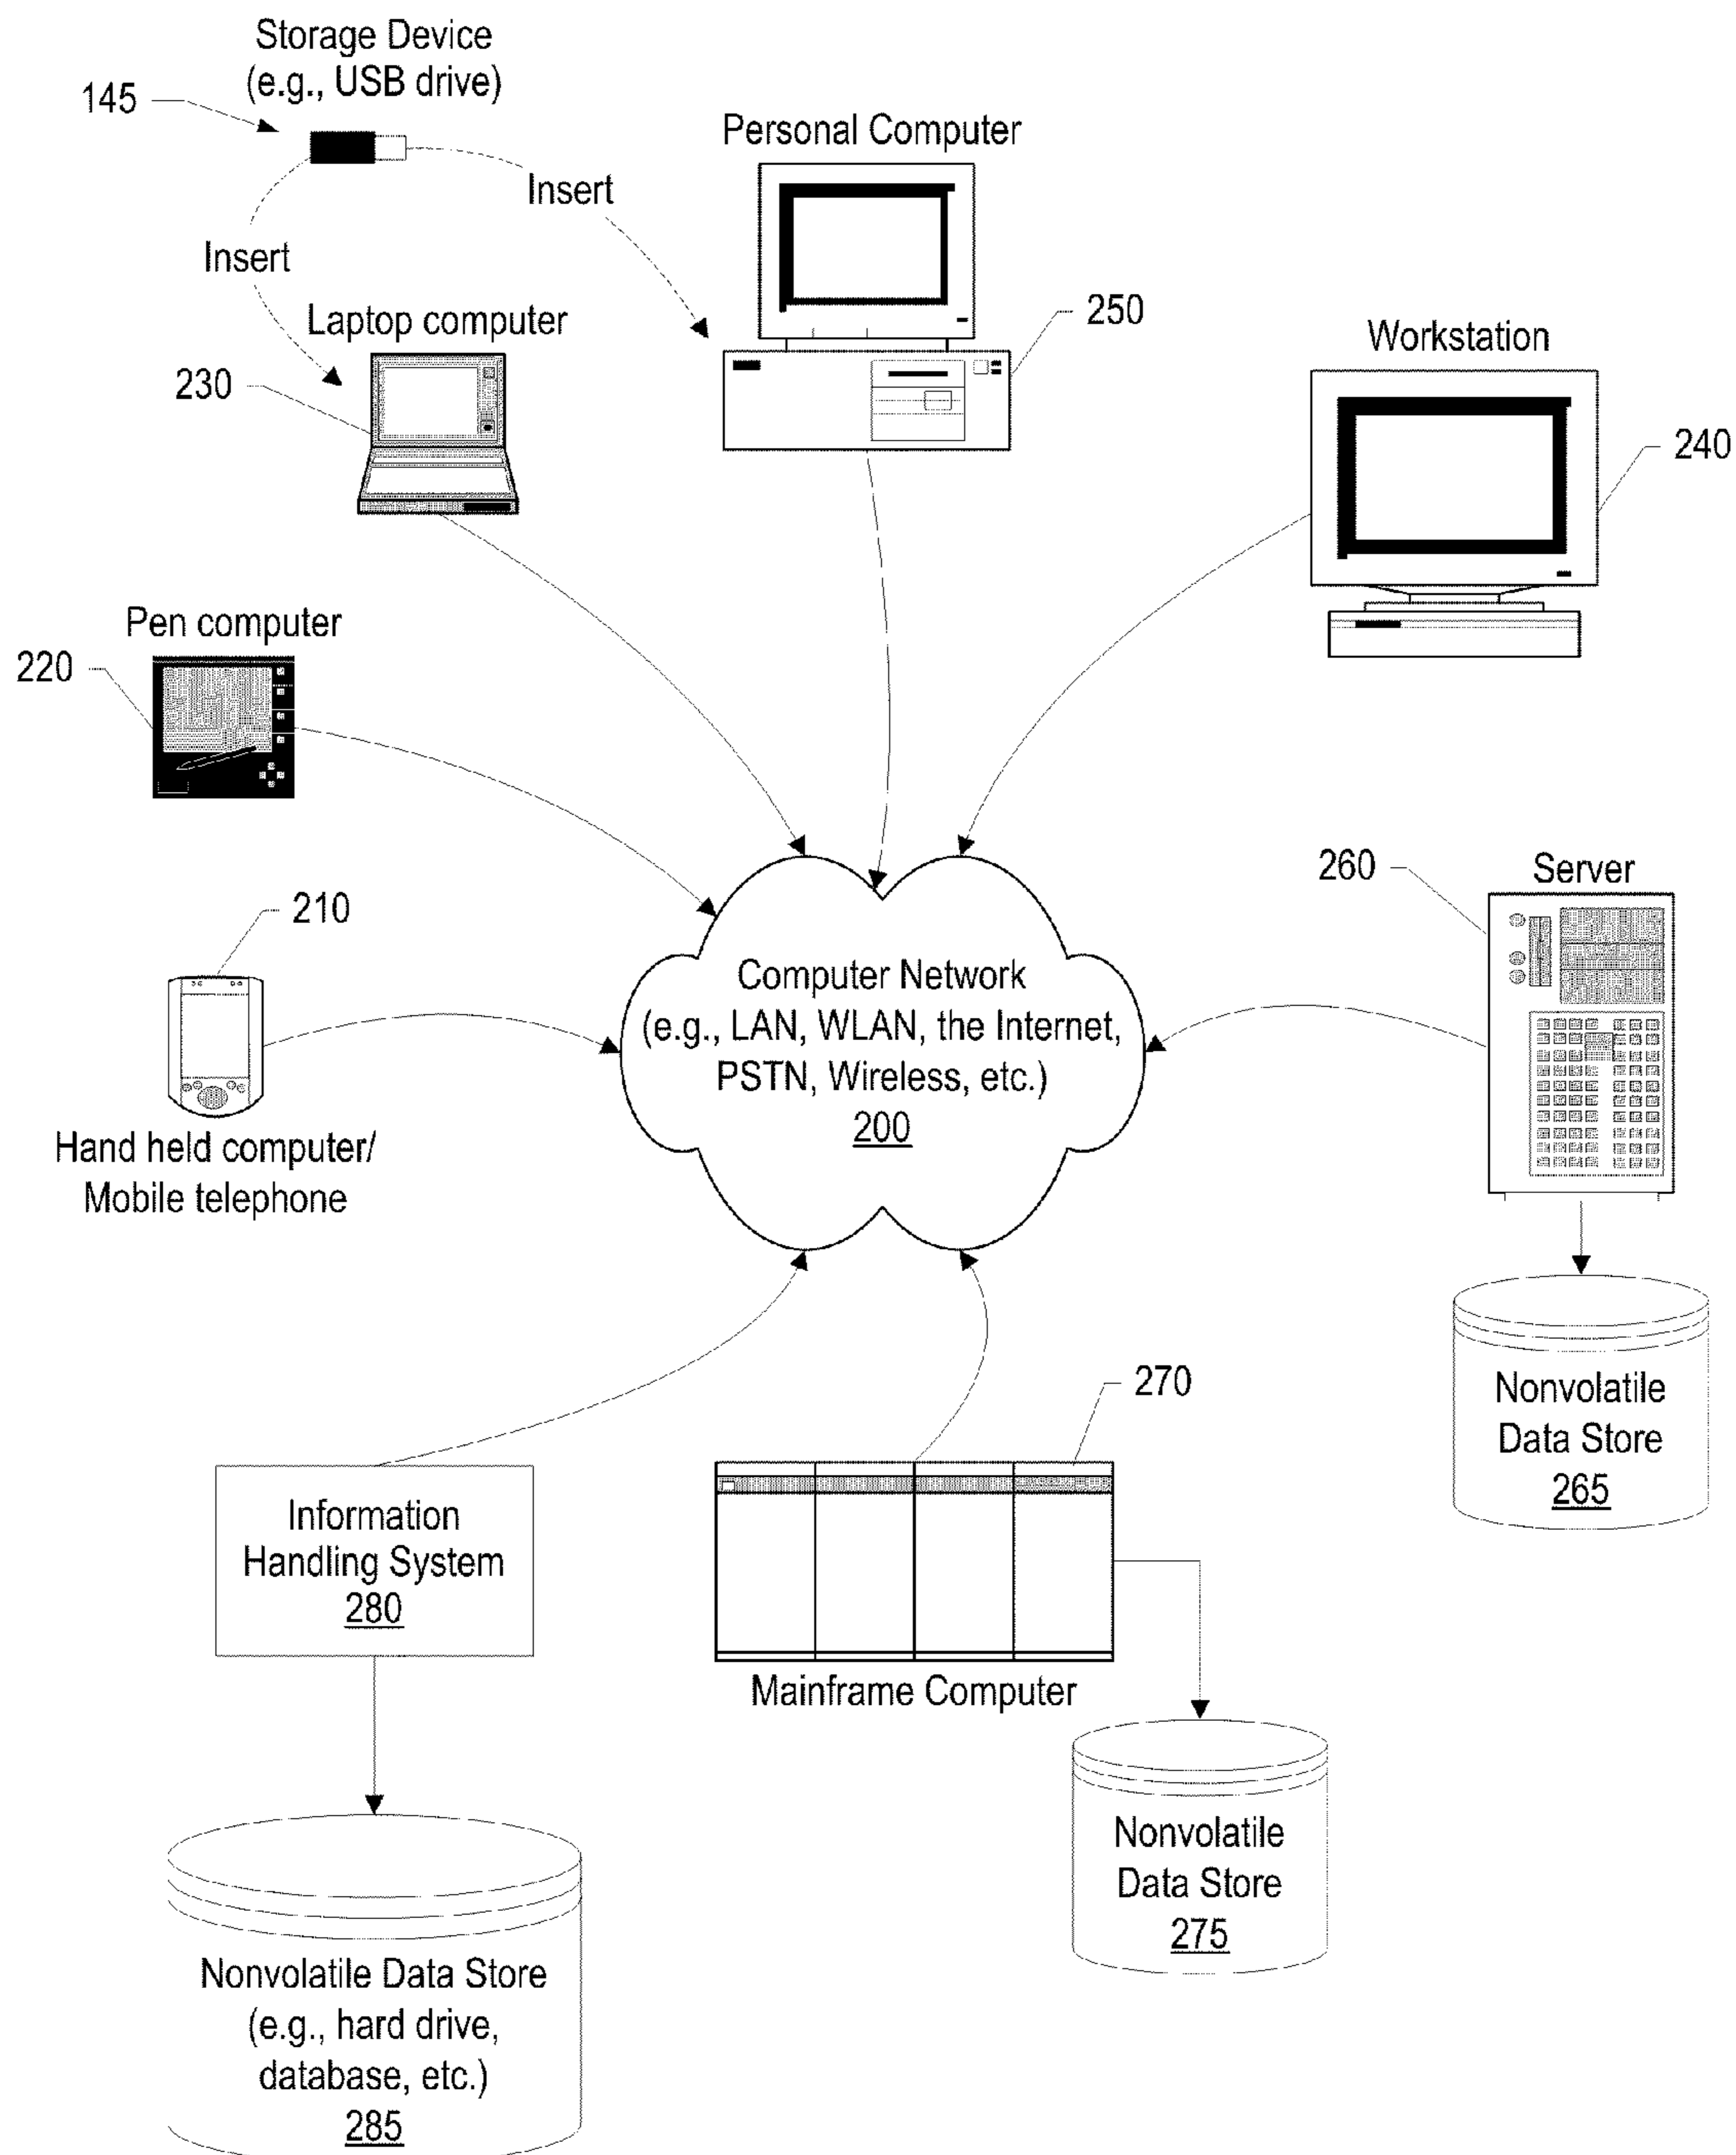 Storage Device
(e.g., USB drive)
145
Personal Computer
Insert
Insert
Laptop computer
250
Workstation
230
240
Pen computer
220
260
Server
210
Computer Network
(e.g., LAN, WLAN, the Internet,
PSTN, Wireless, etc.)
200
Hand held computer/
Mobile telephone
270
Nonvolatile
Data Store
265
Information
Handling System
280
Mainframe Computer
Nonvolatile
Data Store
275
Nonvolatile Data Store
(e.g., hard drive,
database, etc.)
285